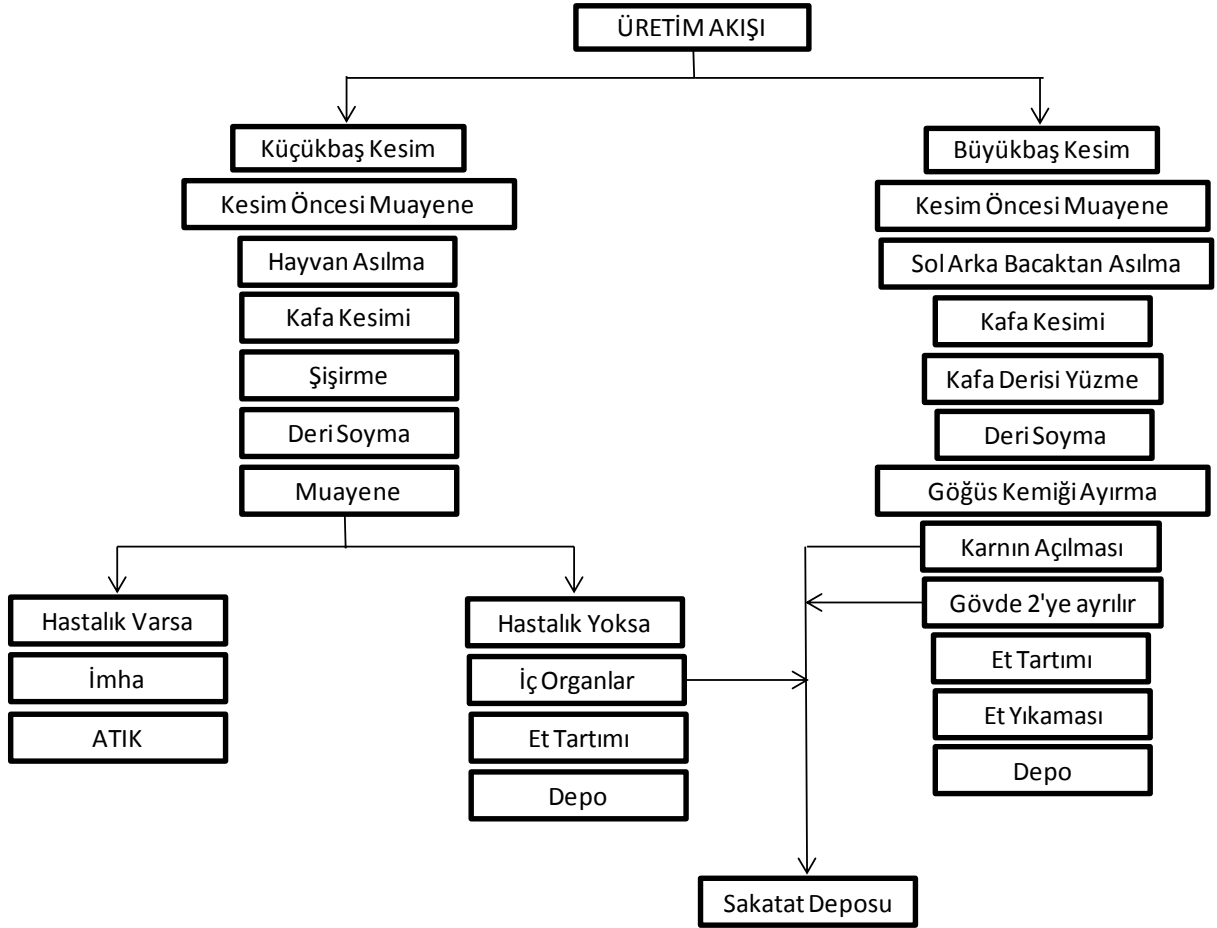 ÜRETİM AKIŞI
Küçükbaş Kesim
Kesim Öncesi Muayene
Hayvan Asılma
Kafa Kesimi
Şişirme
Deri Soyma
Muayene
Hastalık Varsa
İmha
ATIK
Hastalık Yoksa
İç Organlar
Et Tartımı
Depo
Büyükbaş Kesim
Kesim Öncesi Muayene
Sol Arka Bacaktan Asılma
Kafa Kesimi
Kafa Derisi Yüzme
Deri Soyma
Göğüs Kemiği Ayırma
Karnın Açılması
Gövde 2'ye ayrılır
Et Tartımı
Et Yıkaması
Depo
Sakatat Deposu